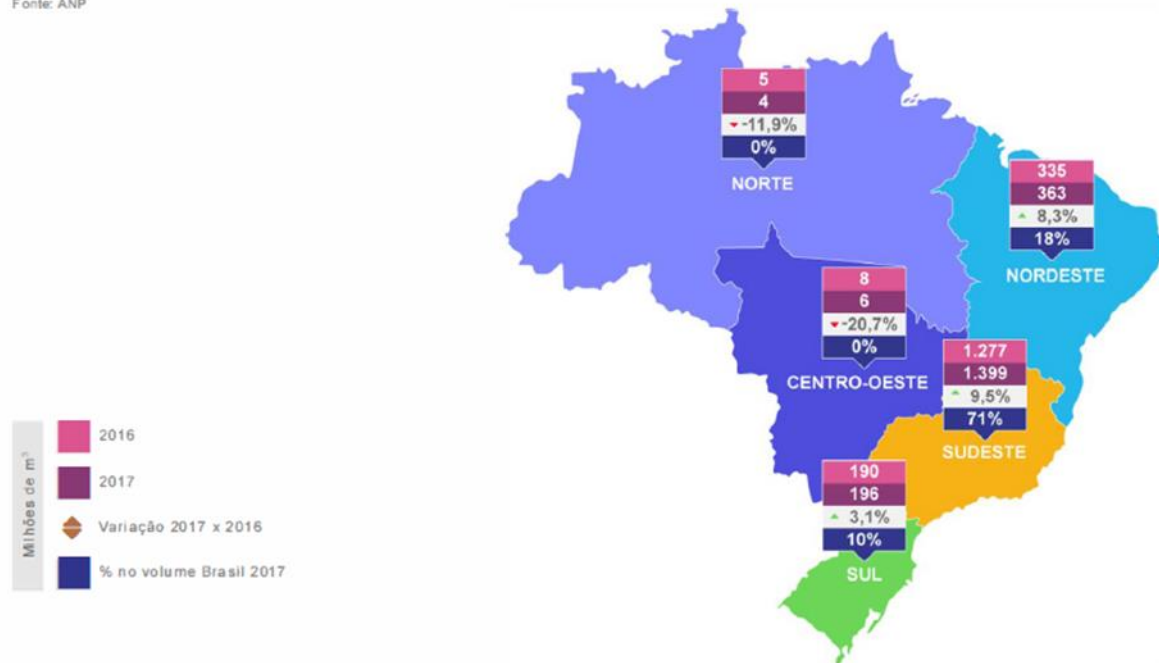 Fonte: ANP
5
4
-11,9%
0%
NORTE
335
363
8,3%
18%
NORDESTE
8
6
-20,7%
0%
CENTRO-OESTE
1.277
1.399
9,5%
71%
SUDESTE
190
196
3,1%
10%
SUL
Milhões de m³
2016
2017
Variação 2017 x 2016
% no volume Brasil 2017